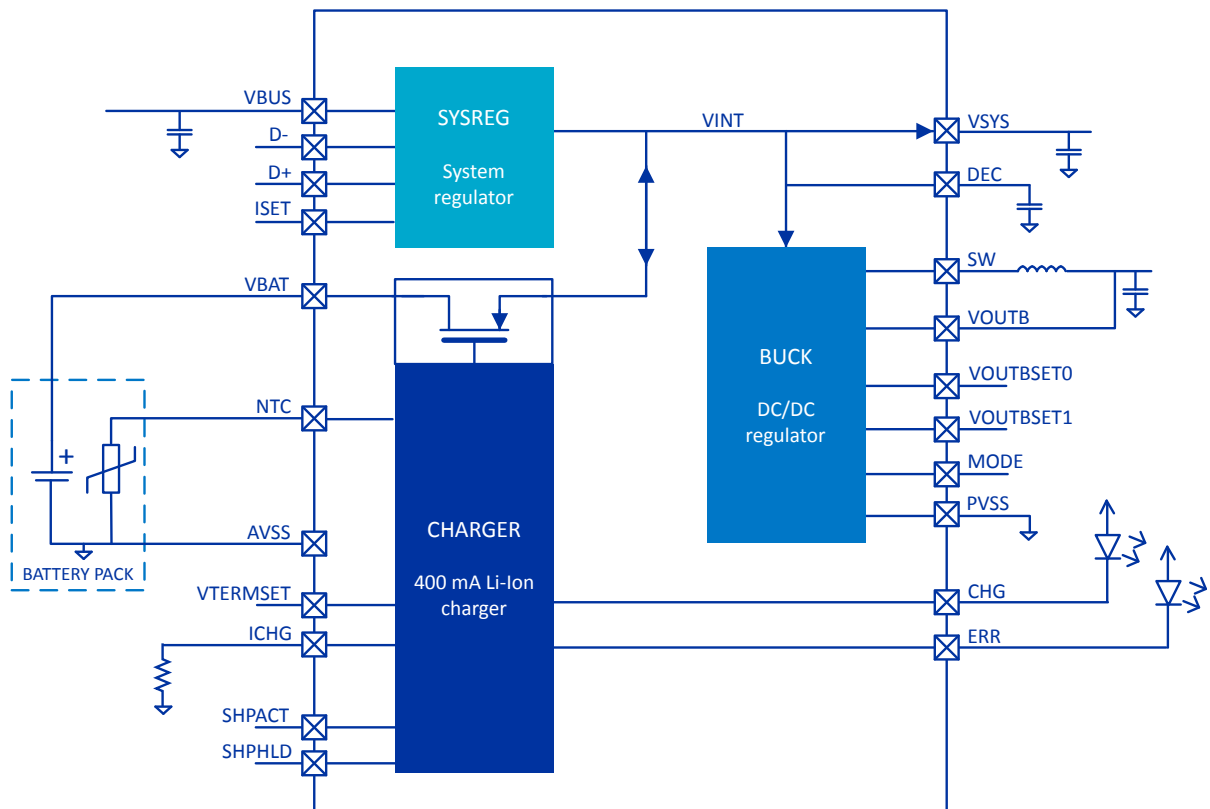 VBUS
D-
D+
ISET
SYSREG
System
regulator
VINT
VSYS
DEC
VBAT
SW
VOUTB
BUCK
DC/DC
regulator
VOUTBSET0
VOUTBSET1
MODE
PVSS
NTC
+
AVSS
BATTERY PACK
VTERMSET
ICHG
SHPACT
SHPHLD
CHARGER
400 mA Li-Ion
charger
CHG
ERR